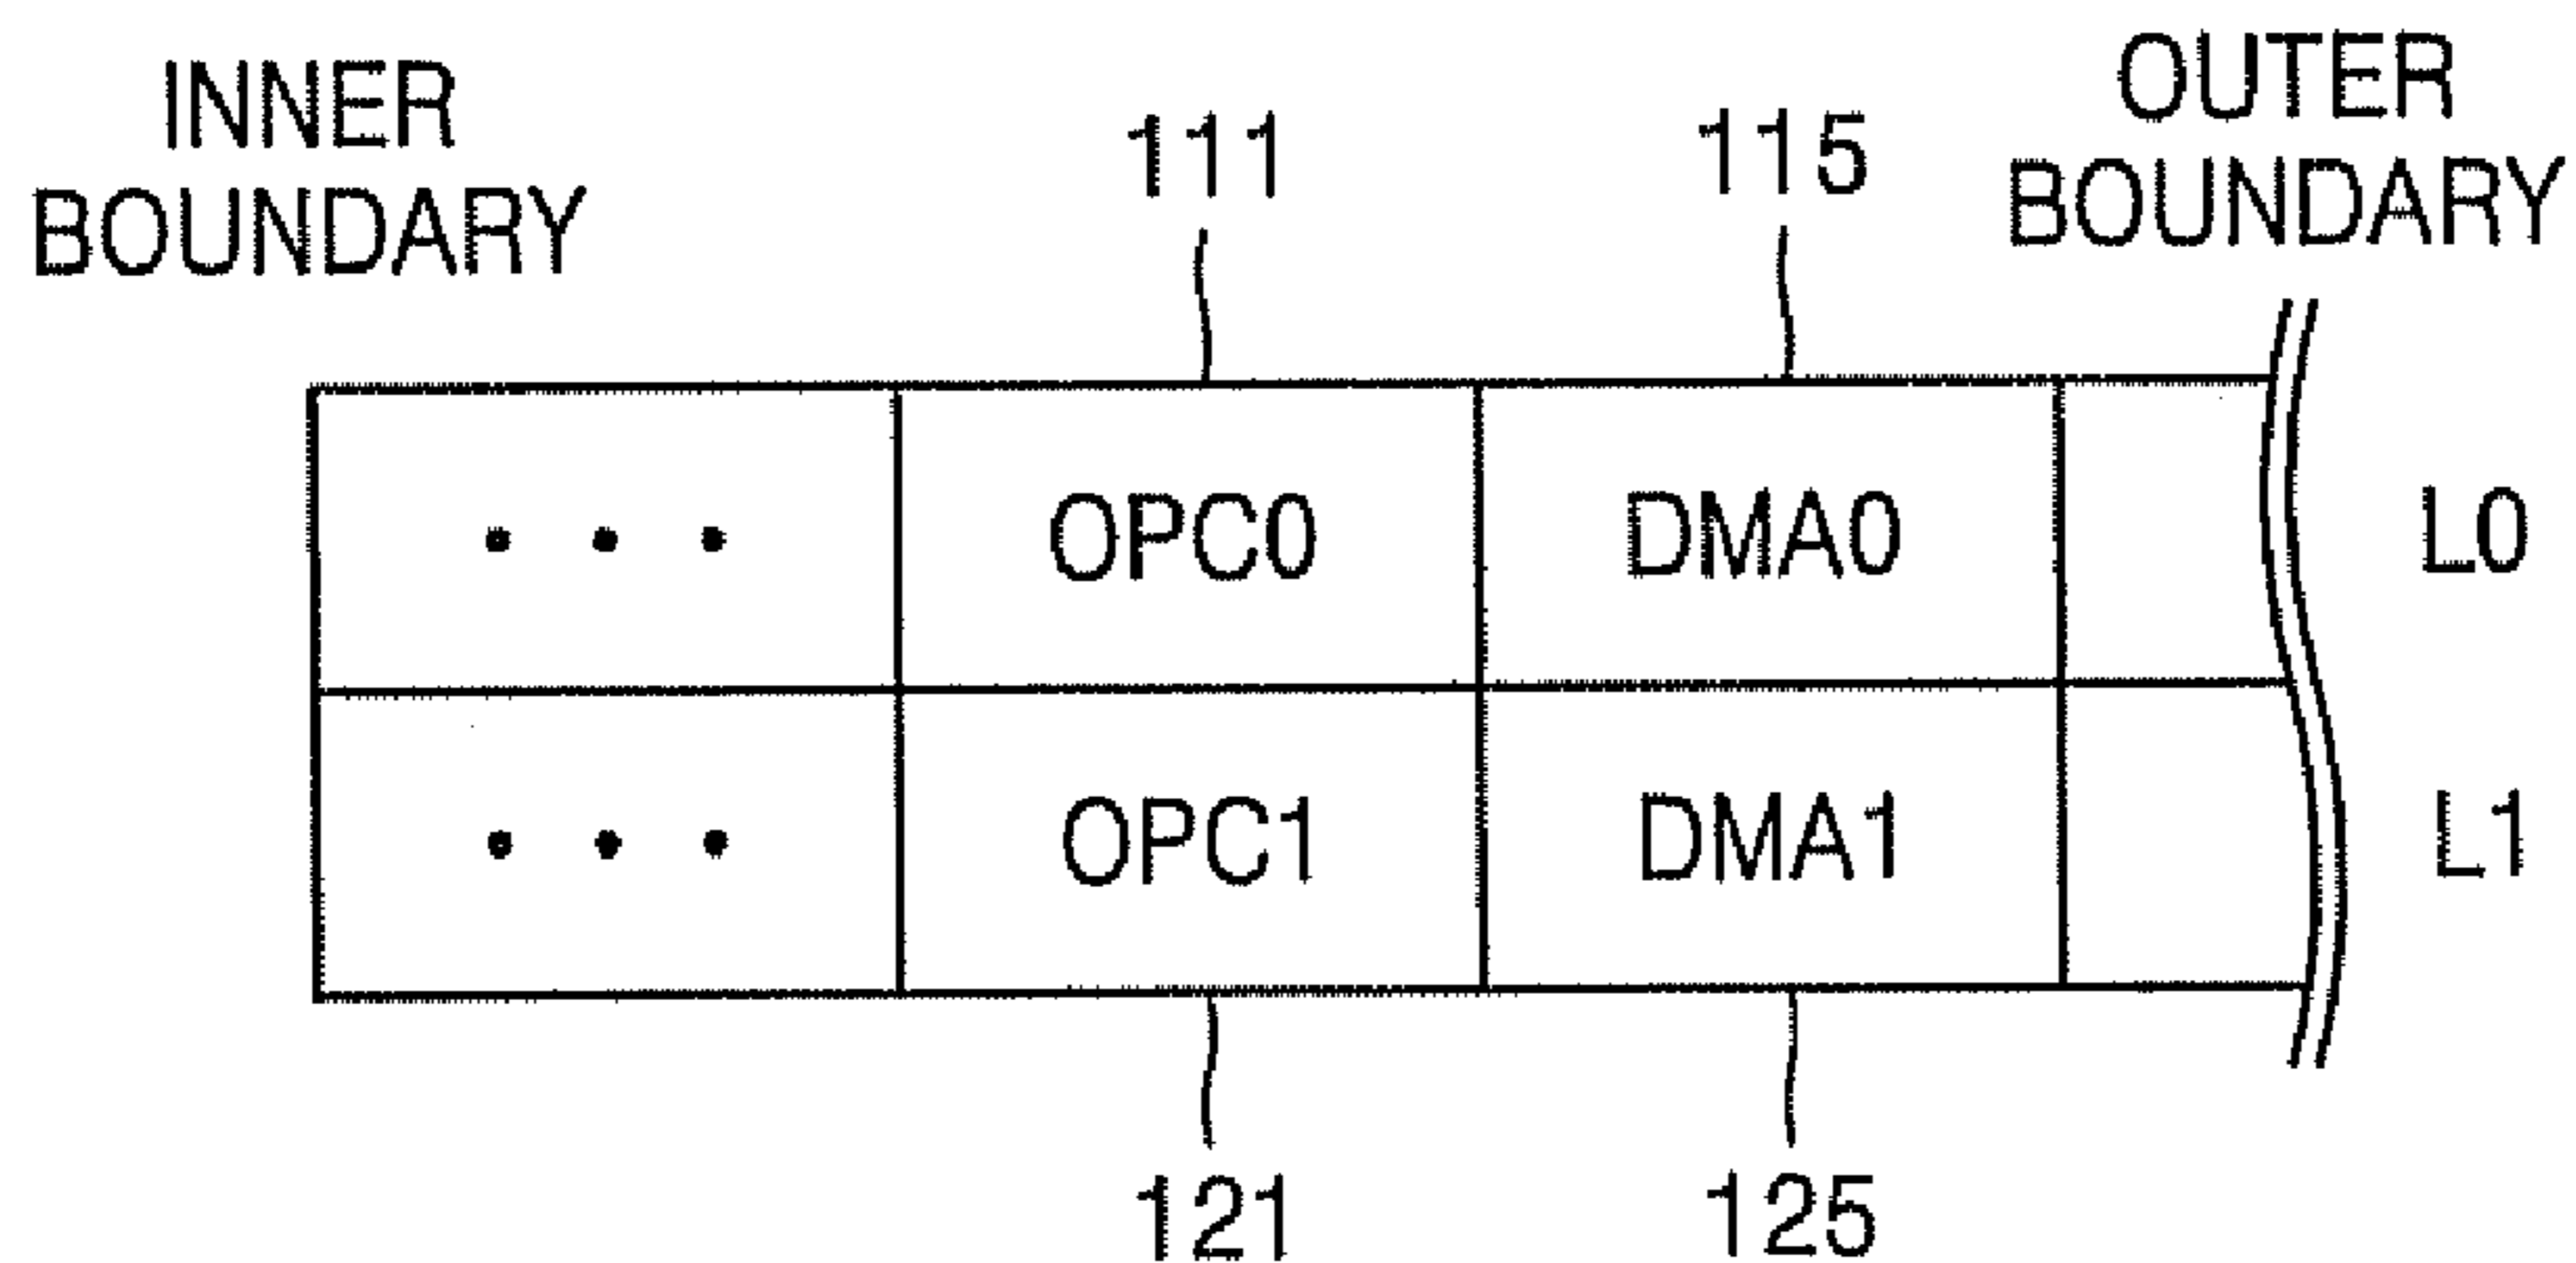 INNER
BOUNDARY
111
115
OUTER
BOUNDARY
• • •
OPC0
DMA0
L0
• • •
OPC1
DMA1
L1
121
125